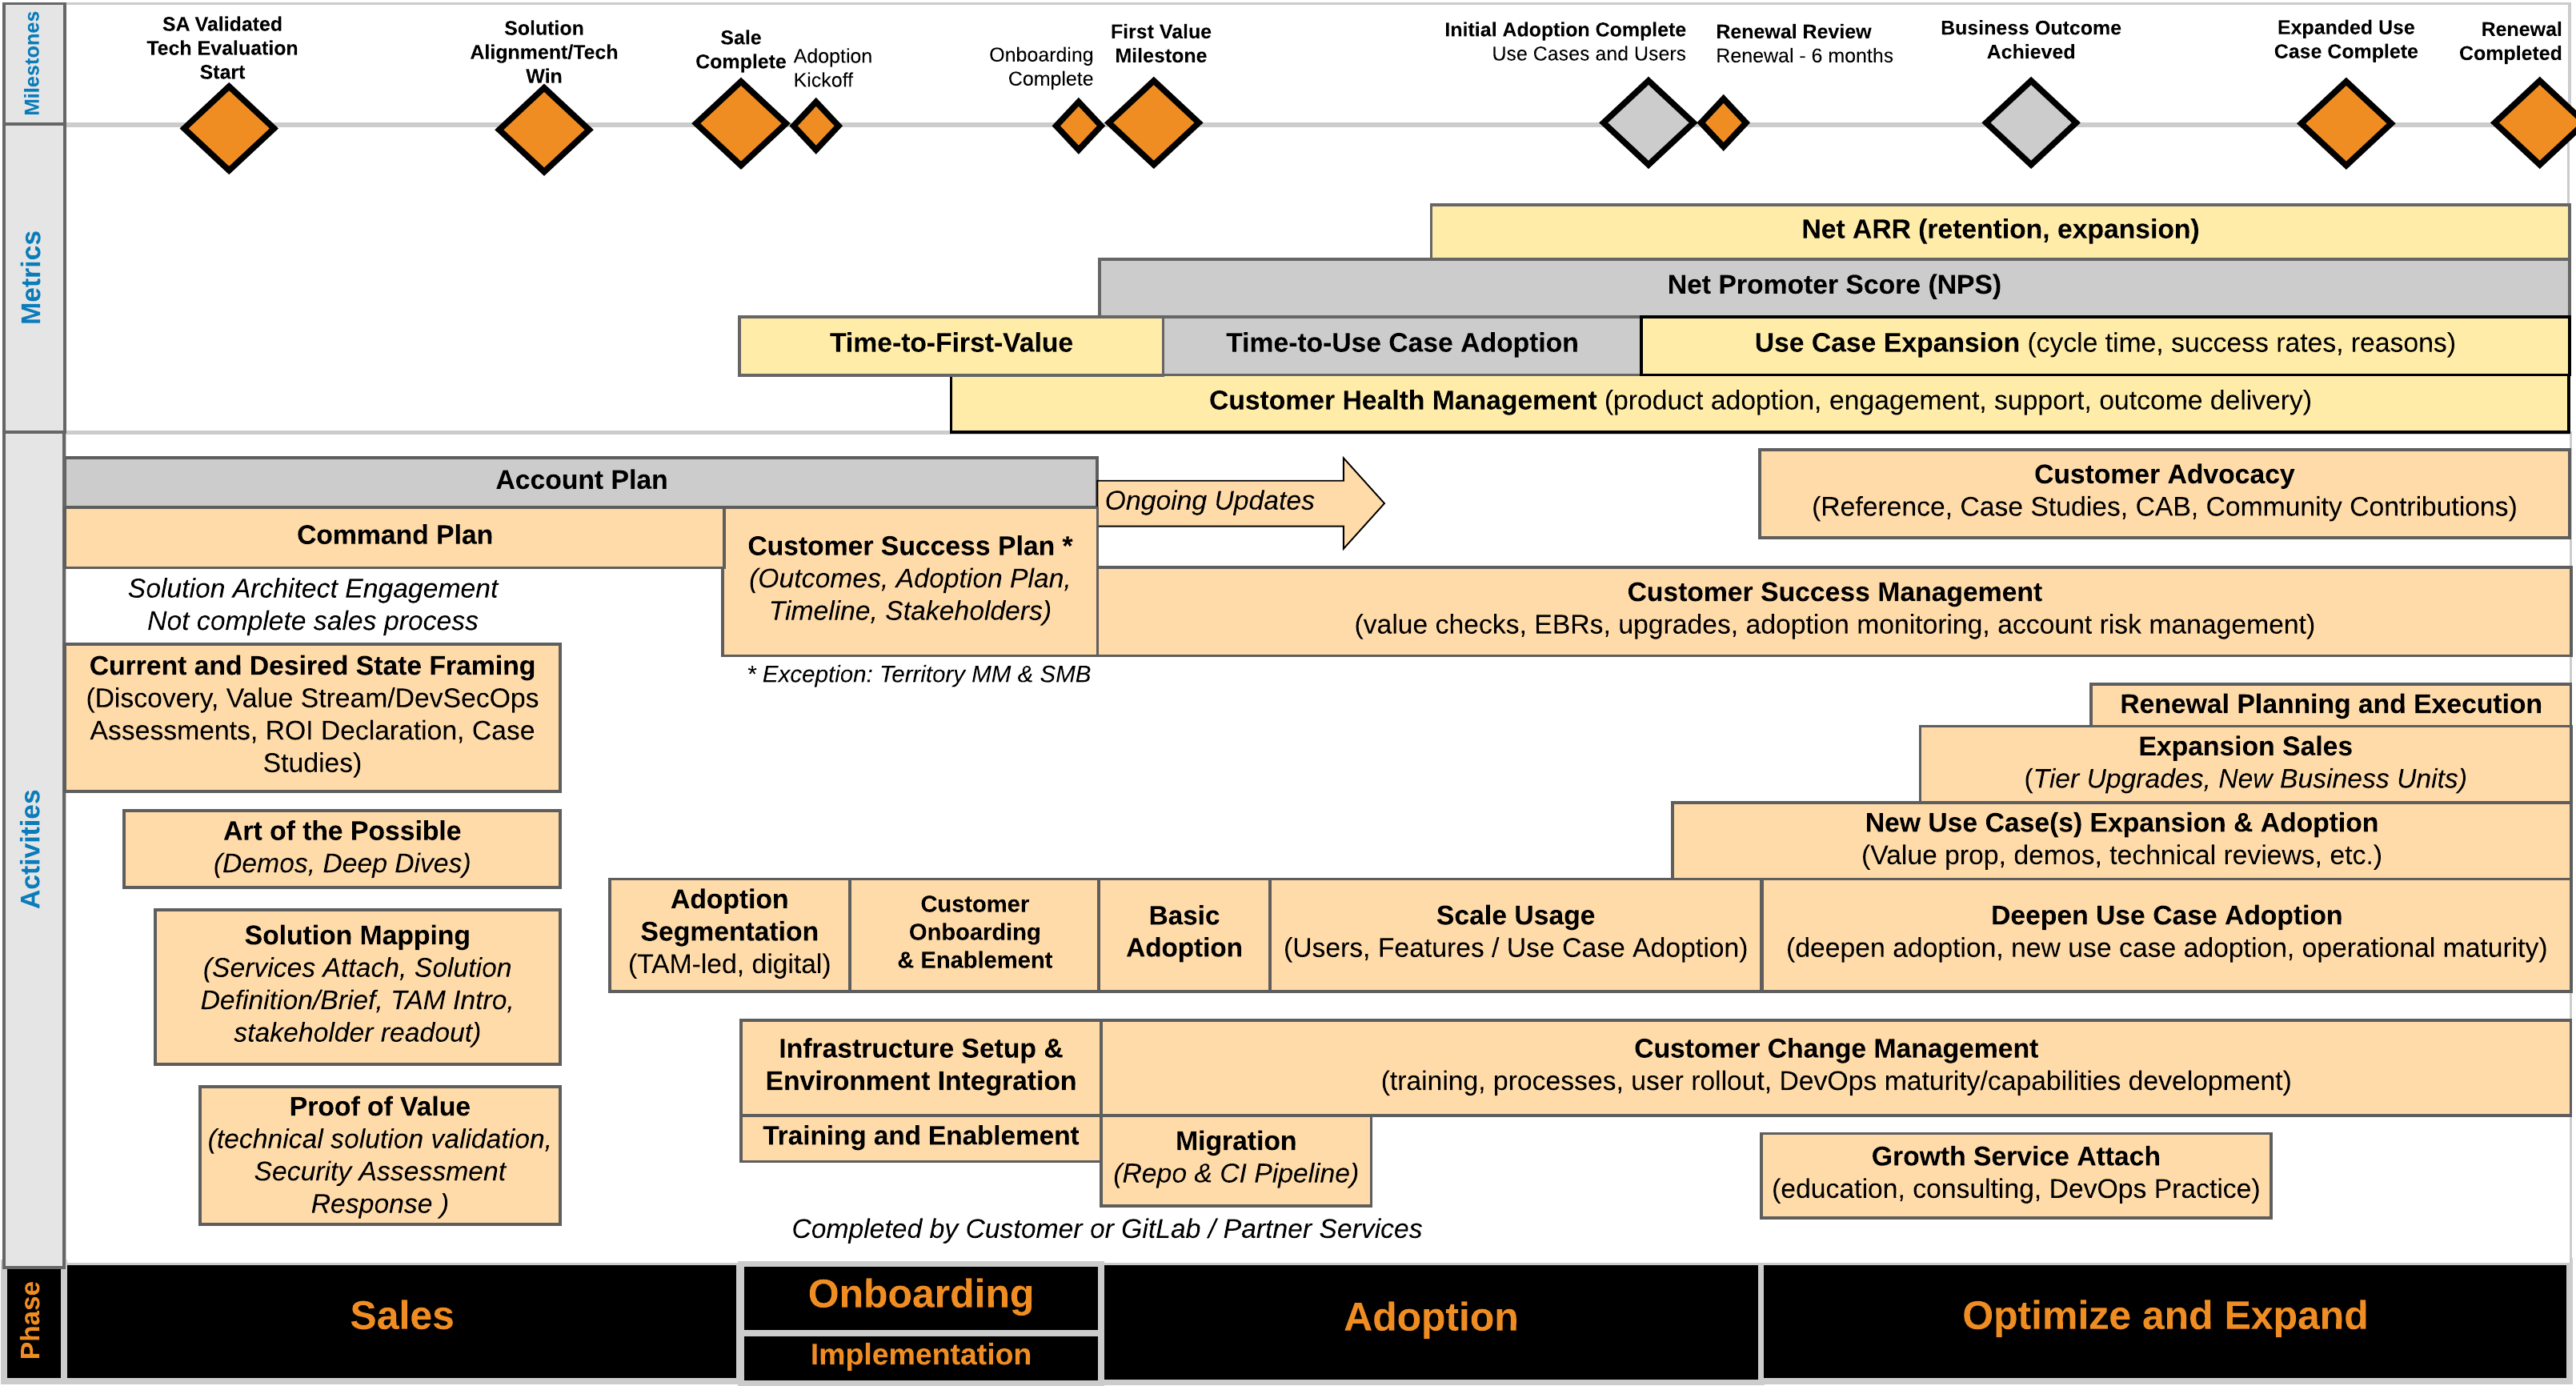 Milestones
SA Validated
Tech Evaluation
Start
Solution
Alignment/Tech
Win
Sale
Complete
Adoption
Kickoff
Onboarding
Complete
First Value
Milestone
Initial Adoption Complete
Use Cases and Users
Renewal Review
Renewal - 6 months
Business Outcome
Achieved
Expanded Use
Case Complete
Renewal
Completed
Metrics
Net ARR (retention, expansion)
Net Promoter Score (NPS)
Time-to-First-Value
Time-to-Use Case Adoption
Use Case Expansion (cycle time, success rates, reasons)
Customer Health Management (product adoption, engagement, support, outcome delivery)
Activities
Account Plan
Ongoing Updates
Customer Advocacy
(Reference, Case Studies, CAB, Community Contributions)
Command Plan
Customer Success Plan *
(Outcomes, Adoption Plan,
Timeline, Stakeholders)
Solution Architect Engagement
Not complete sales process
Customer Success Management
(value checks, EBRs, upgrades, adoption monitoring, account risk management)
* Exception: Territory MM & SMB
Current and Desired State Framing
(Discovery, Value Stream/DevSecOps
Assessments, ROI Declaration, Case
Studies)
Renewal Planning and Execution
Expansion Sales
(Tier Upgrades, New Business Units)
Art of the Possible
(Demos, Deep Dives)
New Use Case(s) Expansion & Adoption
(Value prop, demos, technical reviews, etc.)
Solution Mapping
(Services Attach, Solution
Definition/Brief, TAM Intro,
stakeholder readout)
Adoption
Segmentation
(TAM-led, digital)
Customer
Onboarding
& Enablement
Basic
Adoption
Scale Usage
(Users, Features / Use Case Adoption)
Deepen Use Case Adoption
(deepen adoption, new use case adoption, operational maturity)
Infrastructure Setup &
Environment Integration
Customer Change Management
(training, processes, user rollout, DevOps maturity/capabilities development)
Proof of Value
(technical solution validation,
Security Assessment
Response )
Training and Enablement
Migration
(Repo & CI Pipeline)
Growth Service Attach
(education, consulting, DevOps Practice)
Completed by Customer or GitLab / Partner Services
Phase
Sales
Onboarding
Implementation
Adoption
Optimize and Expand